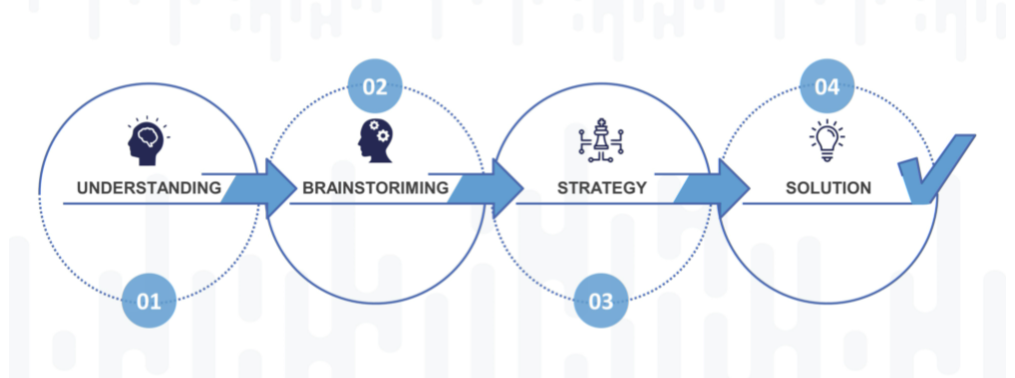 02
04
UNDERSTANDING
BRAINSTORIMING
STRATEGY
SOLUTION
01
03